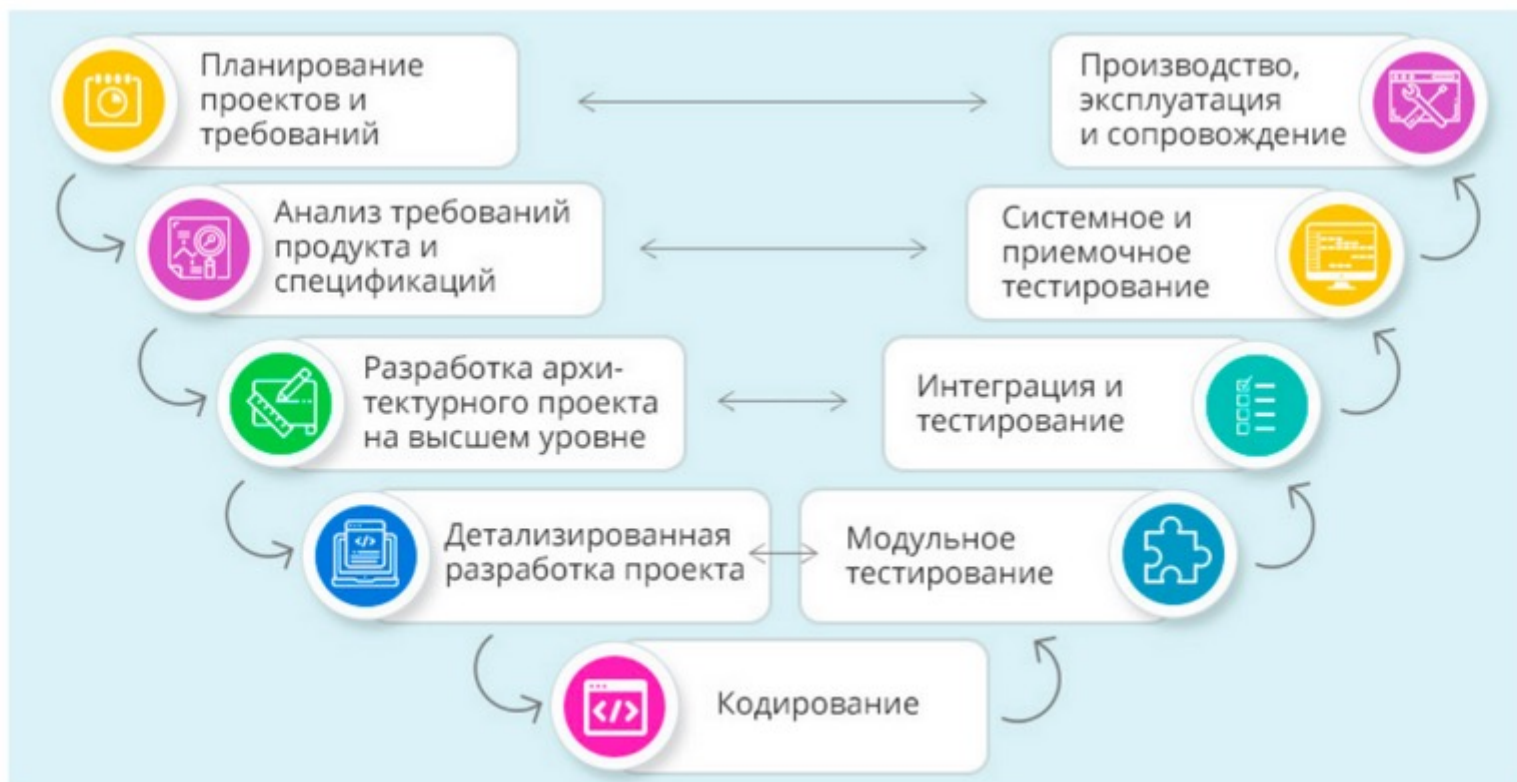 Планирование
проектов и
требований
Производство,
эксплуатация
и сопровождение
Анализ требований
продукта и
спецификаций
Системное и
приемочное
тестирование
Разработка архи-
тектурного проекта
на высшем уровне
Интеграция и
тестирование
Детализированная
разработка проекта
Модульное
тестирование
Кодирование